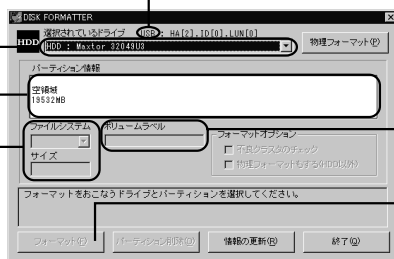 DISK FORMATTER
HDD
選択されているドライブ USB : HA[2],ID[0],LUN[0]
HDD : Maxtor 32049U3
物理フォーマット(P)
パーティション情報
空領域
19532MB
ファイルシステム
ボリュームラベル
サイズ
フォーマットオプション
不良クラスタのチェック
物理フォーマットもする(HDD以外)
フォーマットをおこなうドライブとパーティションを選択してください。
フォーマット(F)
パーティション削除(D)
情報の更新(R)
終了(Q)